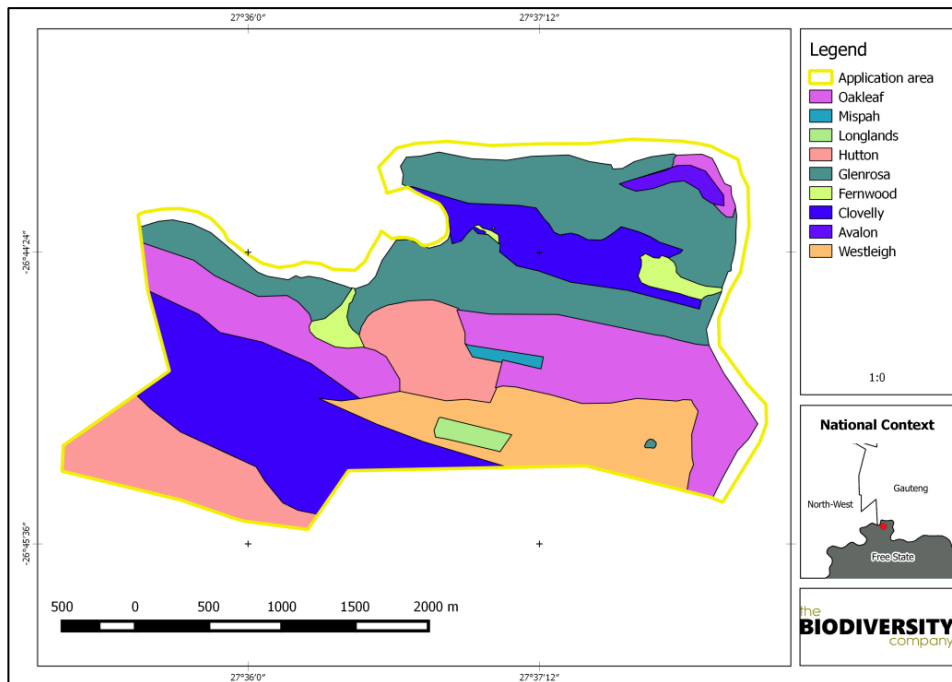 27°36'0"
27°37'12"
-26°44'24"
-26°45'36"
500
0
500
1000
1500
2000 m
27°36'0"
27°37'12"
Legend
Application area
Oakleaf
Mispah
Longlands
Hutton
Glenrosa
Fernwood
Clovelly
Avalon
Westleigh
1:0
National Context
Gauteng
North-West
Free State
the
BIODIVERSITY
company